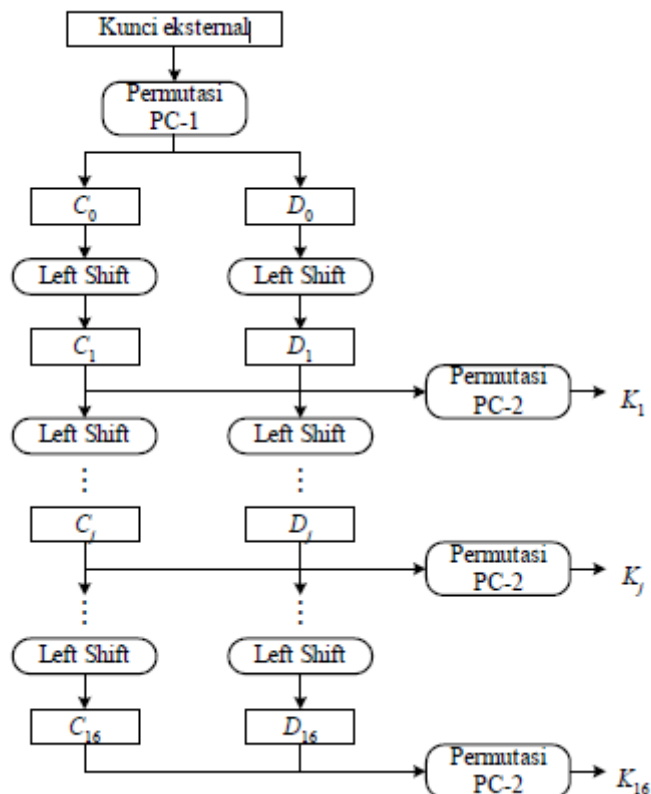 Kunci eksternal
Permutasi
PC-1
C0 D0
Left Shift Left Shift
C1 D1
Permutasi
PC-2
K1
Left Shift Left Shift
⋮ ⋮
Cj Dj
Permutasi
PC-2
Kj
⋮ ⋮
Left Shift Left Shift
C16 D16
Permutasi
PC-2
K16